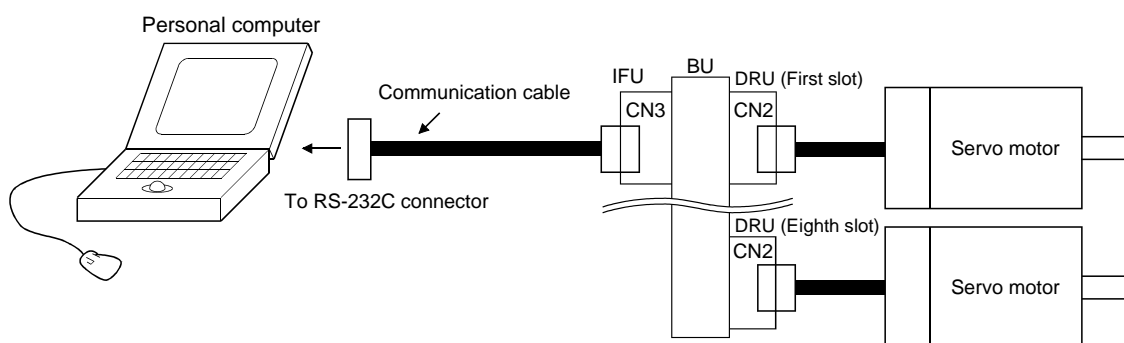 Personal computer
Communication cable
To RS-232C connector
IFU
BU
DRU (First slot)
CN3
CN2
Servo motor
DRU (Eighth slot)
CN2
Servo motor